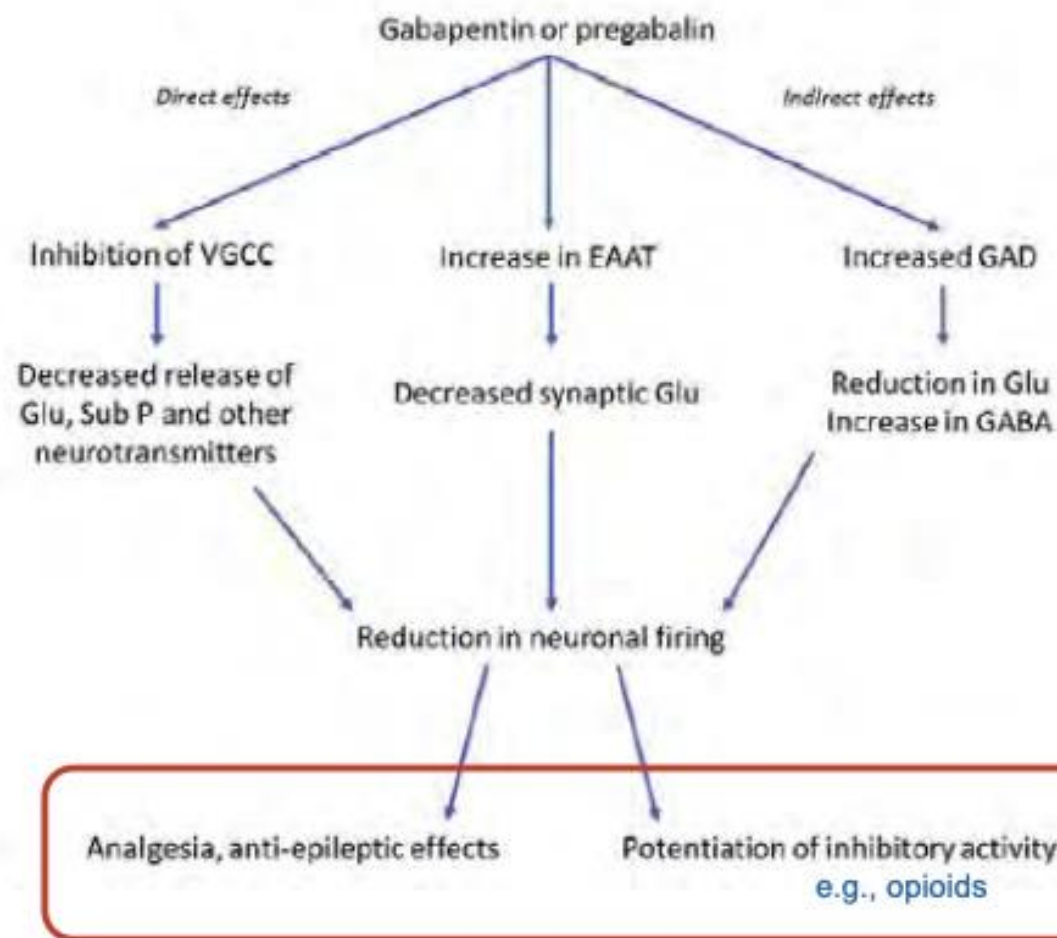 Gabapentin or pregabalin
Direct effects
Indirect effects
Inhibition of VGCC
Increase in EAAT
Increased GAD
Decreased release of
Glu, Sub P and other
neurotransmitters
Decreased synaptic Glu
Reduction in Glu
Increase in GABA
Reduction in neuronal firing
Analgesia, anti-epileptic effects
Potentiation of inhibitory activity
e.g., opioids